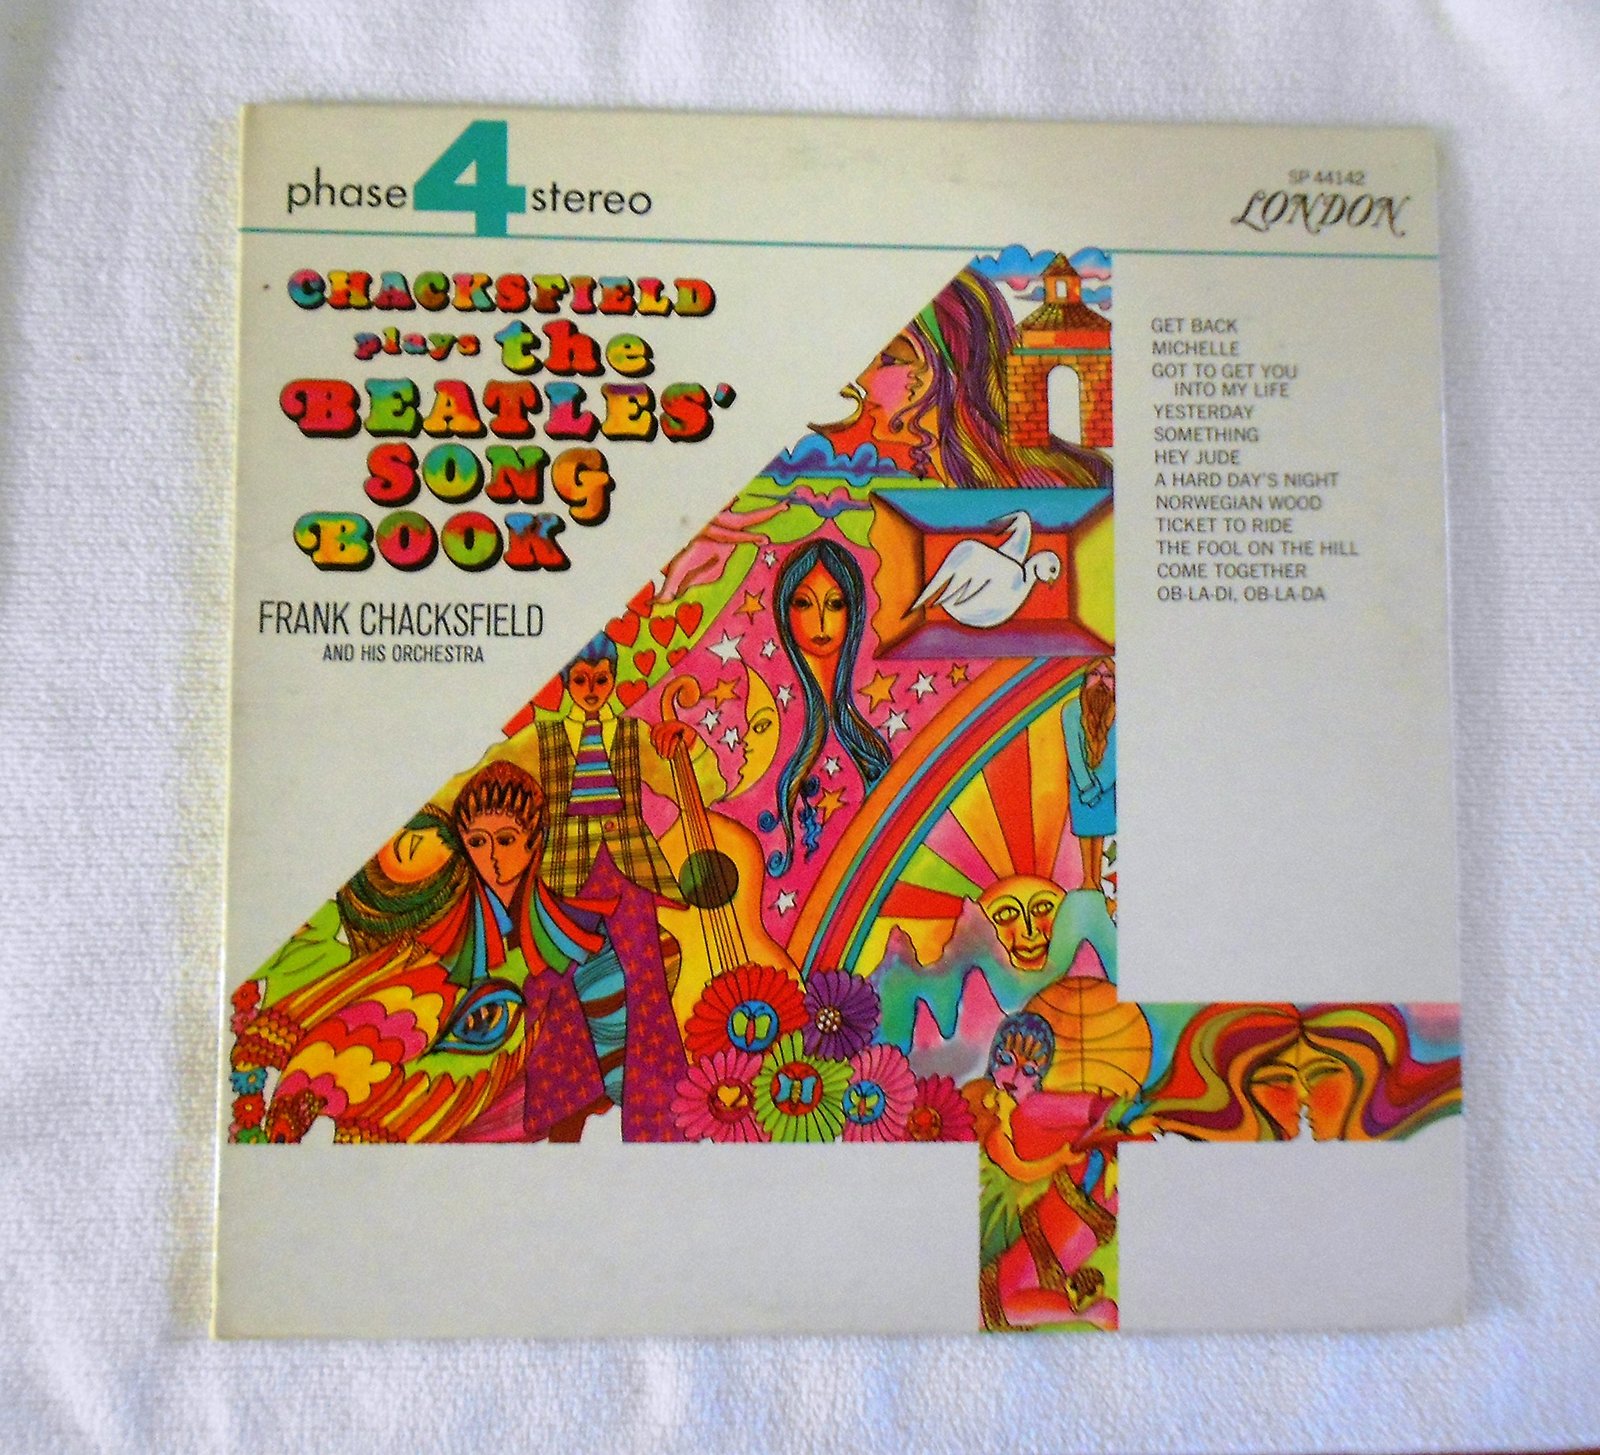 phase 4 stereo
SP 44142
LONDON
CHACKSFIELD
plays the
BEATLES'
SONG
BOOK
FRANK CHACKSFIELD
AND HIS ORCHESTRA
GET BACK
MICHELLE
GOT TO GET YOU
INTO MY LIFE
YESTERDAY
SOMETHING
HEY JUDE
A HARD DAY'S NIGHT
NORWEGIAN WOOD
TICKET TO RIDE
THE FOOL ON THE HILL
COME TOGETHER
OB-LA-DI, OB-LA-DA